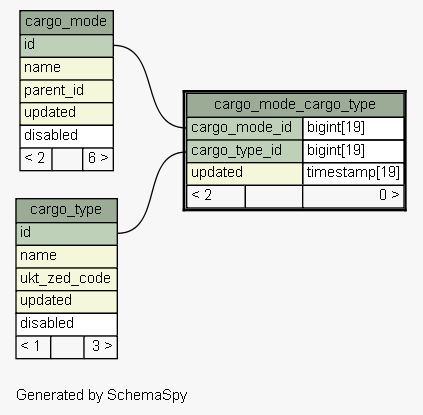 cargo_mode
id
name
parent_id
updated
disabled
< 2 6 >
cargo_mode_cargo_type
cargo_mode_id bigint[19]
cargo_type_id bigint[19]
updated timestamp[19]
< 2 0 >
cargo_type
id
name
ukt_zed_code
updated
disabled
< 1 3 >
Generated by SchemaSpy